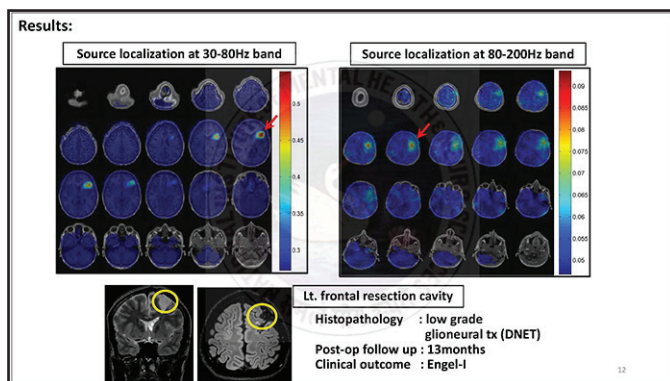 Results:
Source localization at 30-80Hz band
Source localization at 80-200Hz band
0.5
0.45
0.4
0.35
0.3
0.09
0.085
0.08
0.075
0.07
0.065
0.06
0.055
0.05
Lt. frontal resection cavity
Histopathology : low grade
glioneural tx (DNET)
Post-op follow up : 13months
Clinical outcome : Engel-I
12